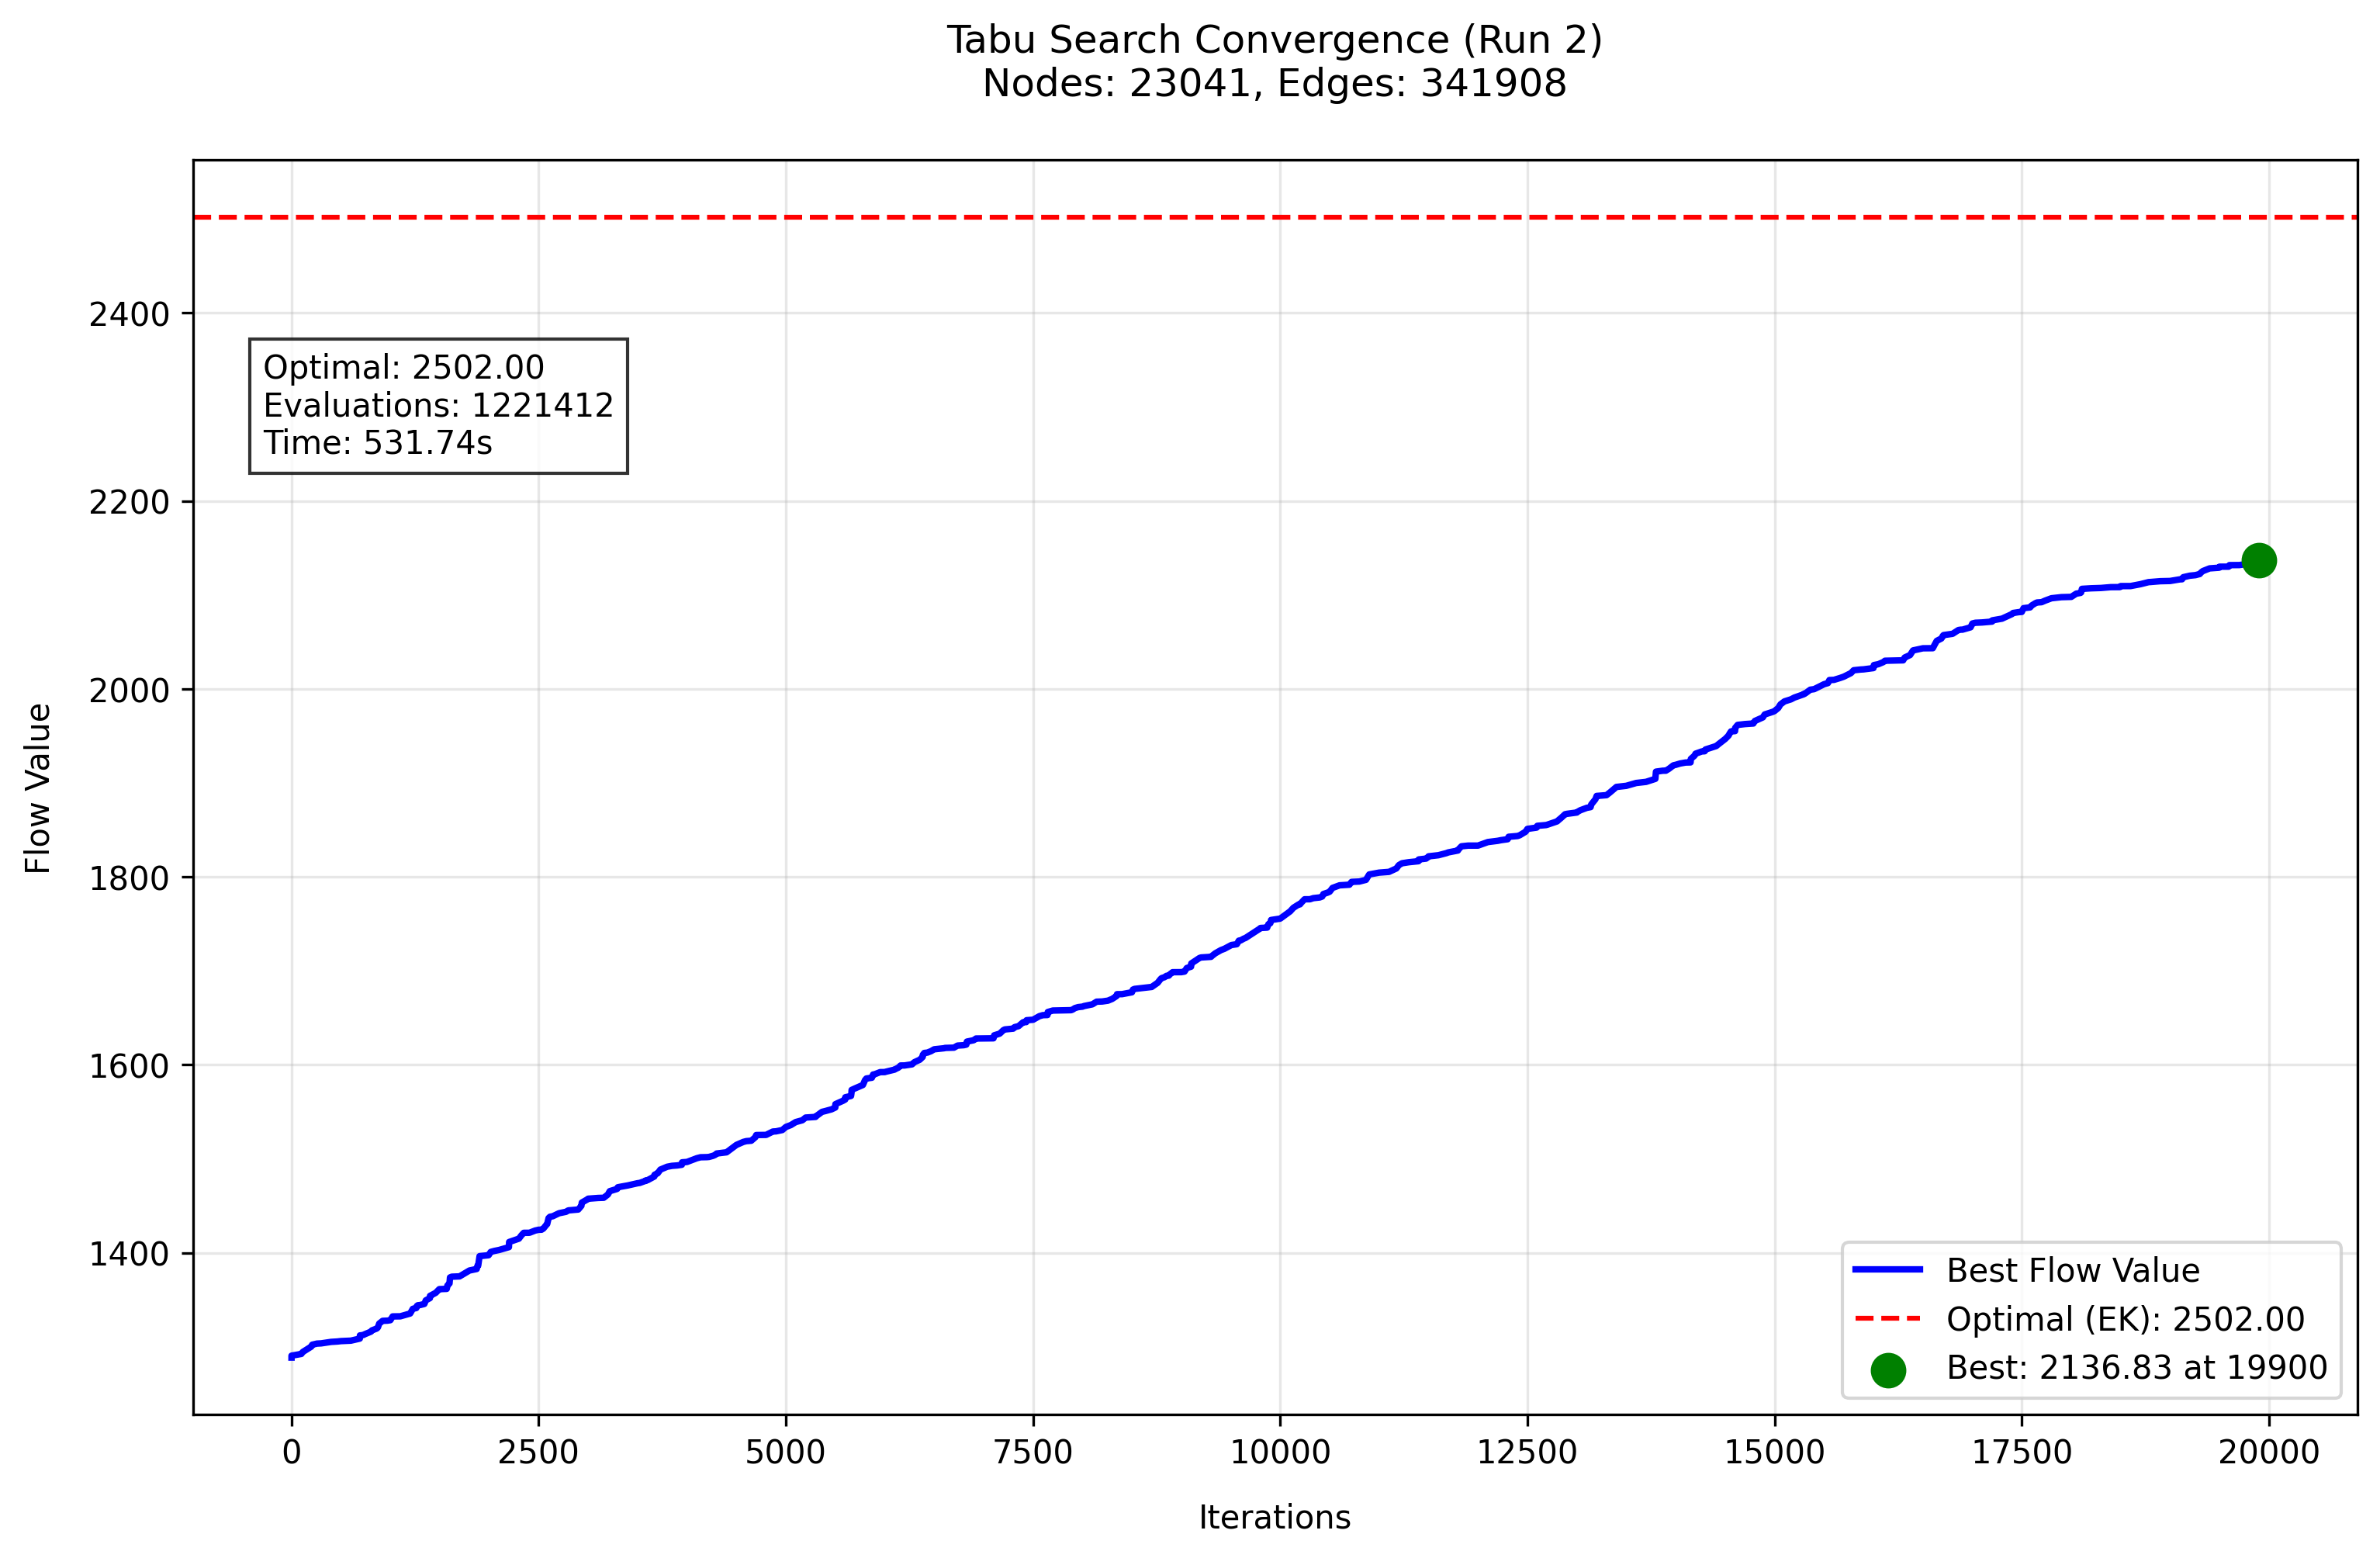 Tabu Search Convergence (Run 2)
Nodes: 23041, Edges: 341908
2400
2200
2000
1800
1600
1400
Flow Value
Optimal: 2502.00
Evaluations: 1221412
Time: 531.74s
Best Flow Value
Optimal (EK): 2502.00
Best: 2136.83 at 19900
0 2500 5000 7500 10000 12500 15000 17500 20000
Iterations